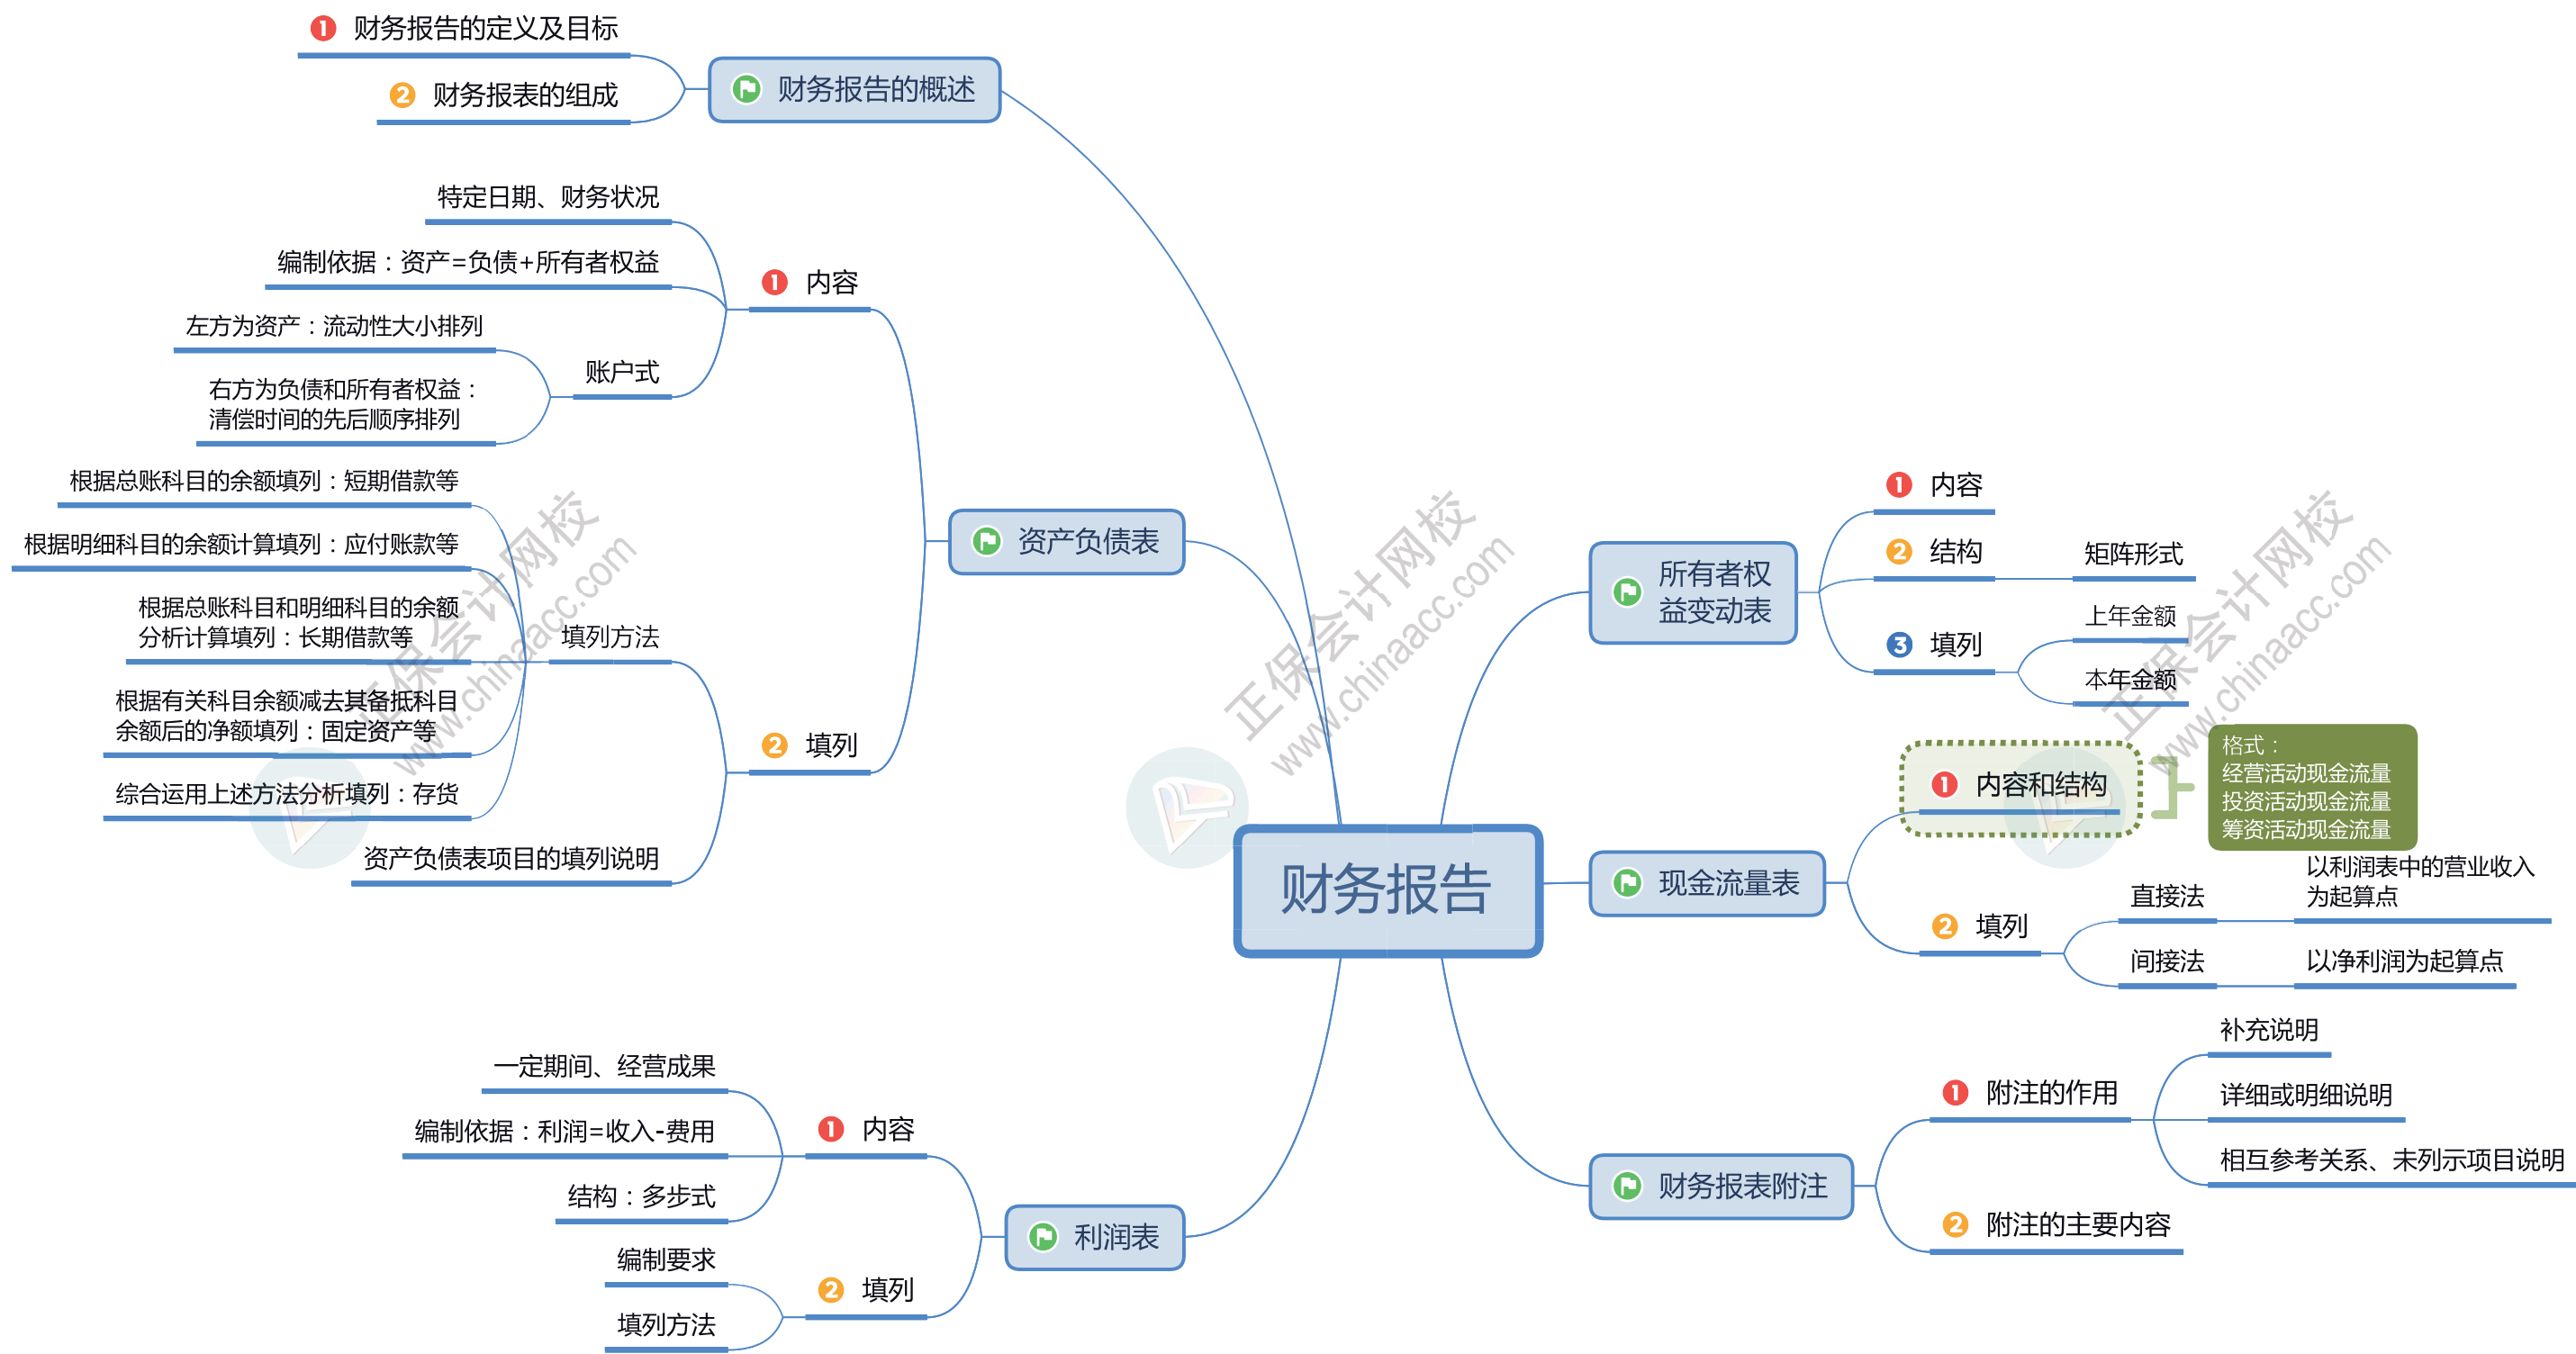 财务报告
财务报告的概述
1 财务报告的定义及目标
2 财务报表的组成
资产负债表
1 内容
特定日期、财务状况
编制依据：资产=负债+所有者权益
账户式
左方为资产：流动性大小排列
右方为负债和所有者权益：
清偿时间的先后顺序排列
2 填列
填列方法
根据总账科目的余额填列：短期借款等
根据明细科目的余额计算填列：应付账款等
根据总账科目和明细科目的余额
分析计算填列：长期借款等
根据有关科目余额减去其备抵科目
余额后的净额填列：固定资产等
综合运用上述方法分析填列：存货
资产负债表项目的填列说明
利润表
1 内容
一定期间、经营成果
编制依据：利润=收入-费用
结构：多步式
2 填列
编制要求
填列方法
所有者权
益变动表
1 内容
2 结构
矩阵形式
3 填列
上年金额
本年金额
现金流量表
1 内容和结构
格式：
经营活动现金流量
投资活动现金流量
筹资活动现金流量
2 填列
直接法
以利润表中的营业收入
为起算点
间接法
以净利润为起算点
财务报表附注
1 附注的作用
补充说明
详细或明细说明
相互参考关系、未列示项目说明
2 附注的主要内容
正保会计网校
www.chinaacc.com
正保会计网校
www.chinaacc.com
正保会计网校
www.chinaacc.com